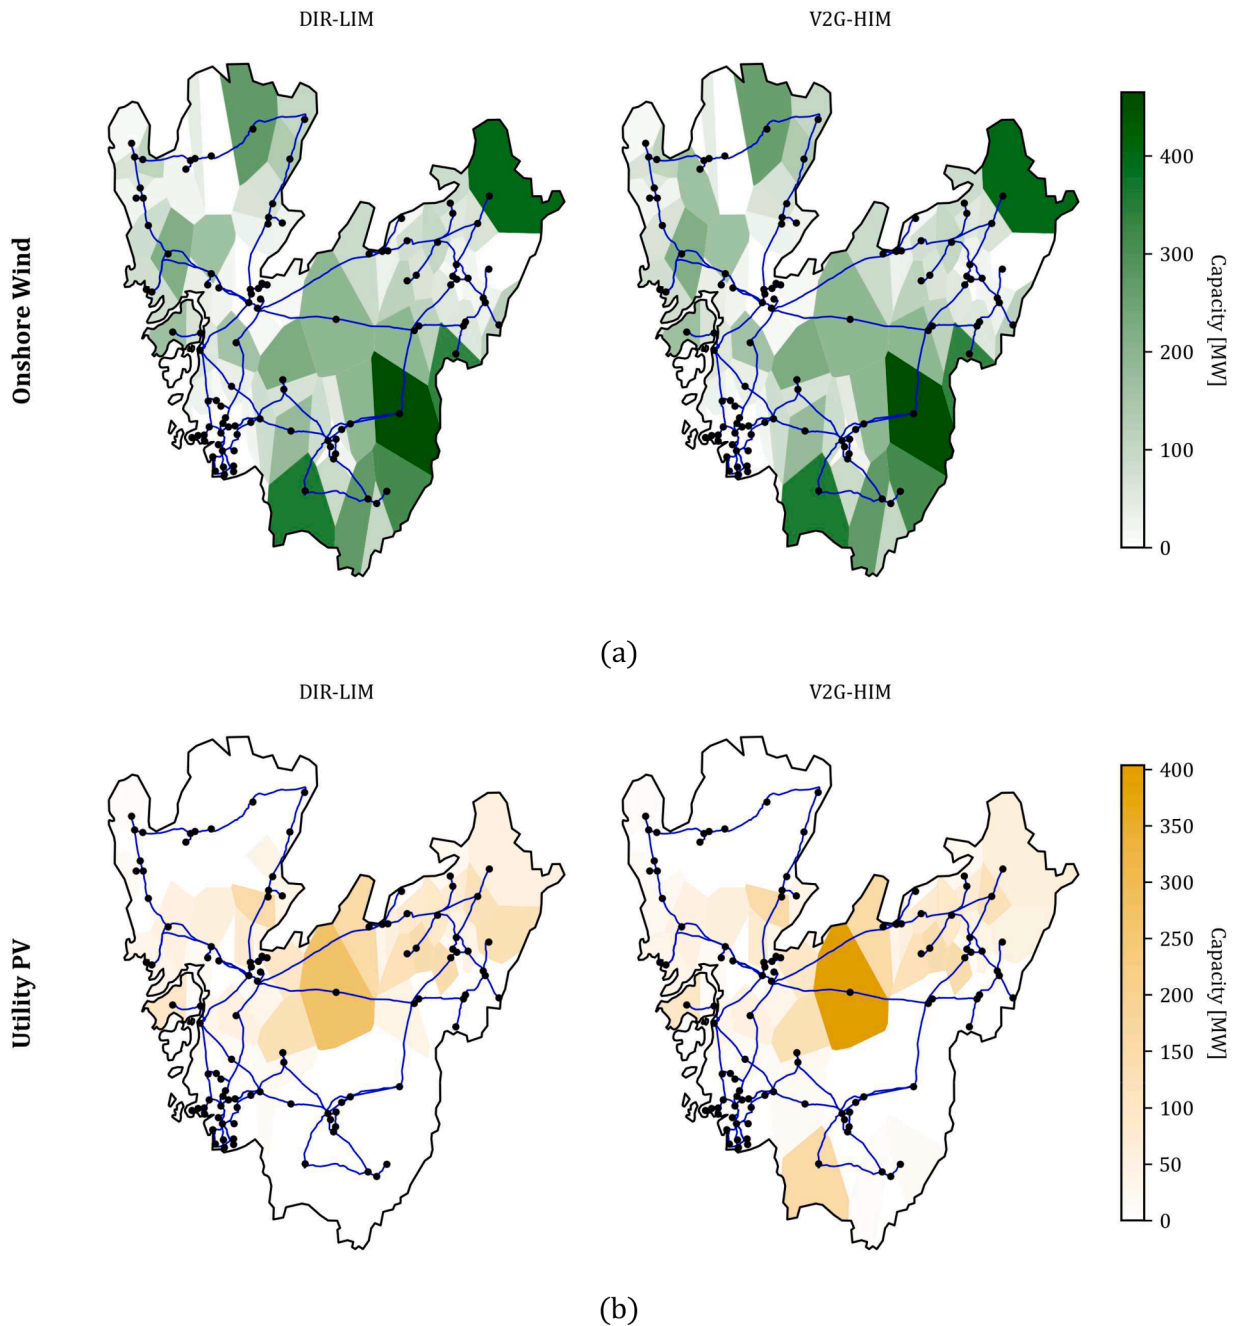 DIR-LIM
V2G-HIM
Onshore Wind
400
300
200
100
0
Capacity [MW]
(a)
DIR-LIM
V2G-HIM
Utility PV
400
350
300
250
200
150
100
50
0
Capacity [MW]
(b)